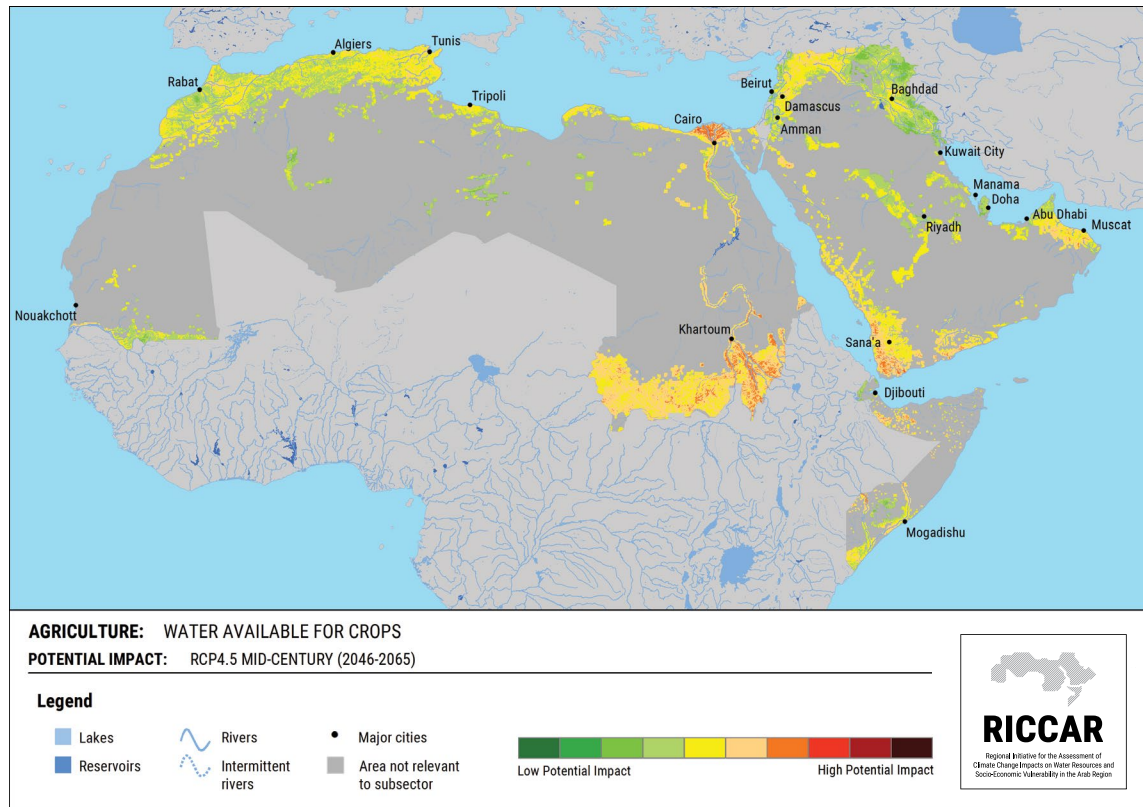 Algiers
Tunis
Rabat
Tripoli
Beirut
Damascus
Baghdad
Amman
Cairo
Kuwait City
Manama
Doha
Abu Dhabi
Muscat
Riyadh
Nouakchott
Khartoum
Sana'a
Djibouti
Mogadishu
AGRICULTURE: WATER AVAILABLE FOR CROPS
POTENTIAL IMPACT: RCP4.5 MID-CENTURY (2046-2065)
Legend
Lakes
Reservoirs
Rivers
Intermittent
rivers
Major cities
Area not relevant
to subsector
Low Potential Impact
High Potential Impact
RICCAR
Regional Initiative for the Assessment of
Climate Change Impacts on Water Resources and
Socio-Economic Vulnerability in the Arab Region